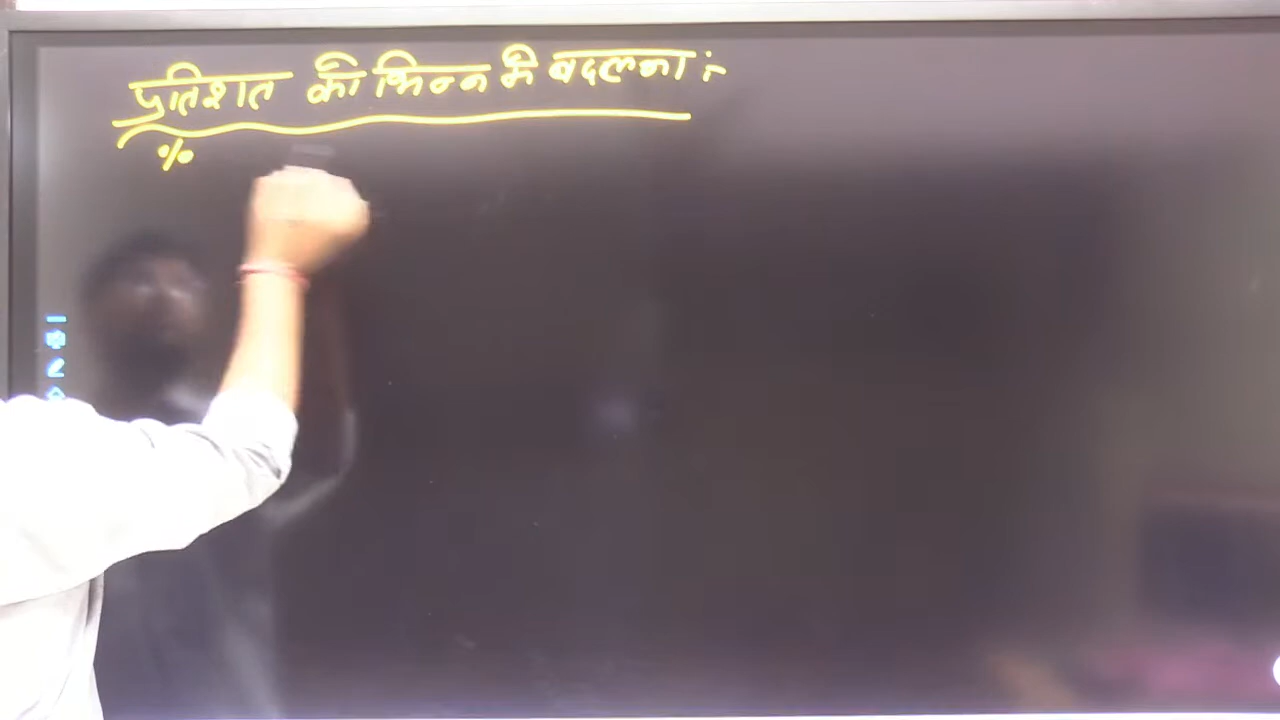 प्रतिशत की भिन्न में बदलना :-
%